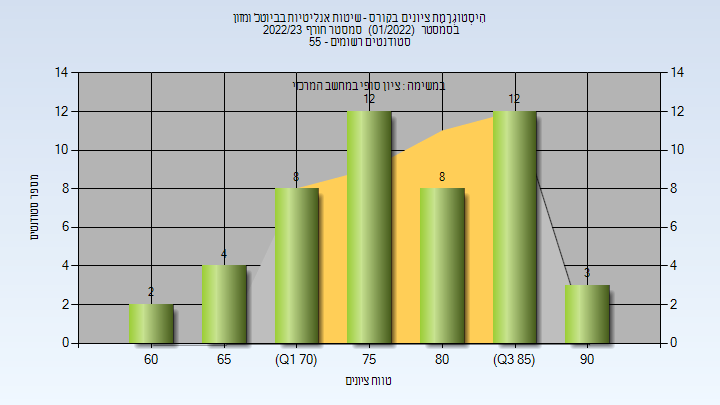 היסטוגרמת ציונים בקורס - שיטות אנליטיות בביוטכ' ומזון
בסמסטר (01/2022) סמסטר חורף 2022/23
סטודנטים רשומים - 55
במשימה : ציון סופי במחשב המרכזי
14 14
12 12
10 10
8 8
6 6
4 4
2 2
0 0
מספר סטודנטים
2 4 8 12 8 12 3
60 65 (Q1 70) 75 80 (Q3 85) 90
טווח ציונים